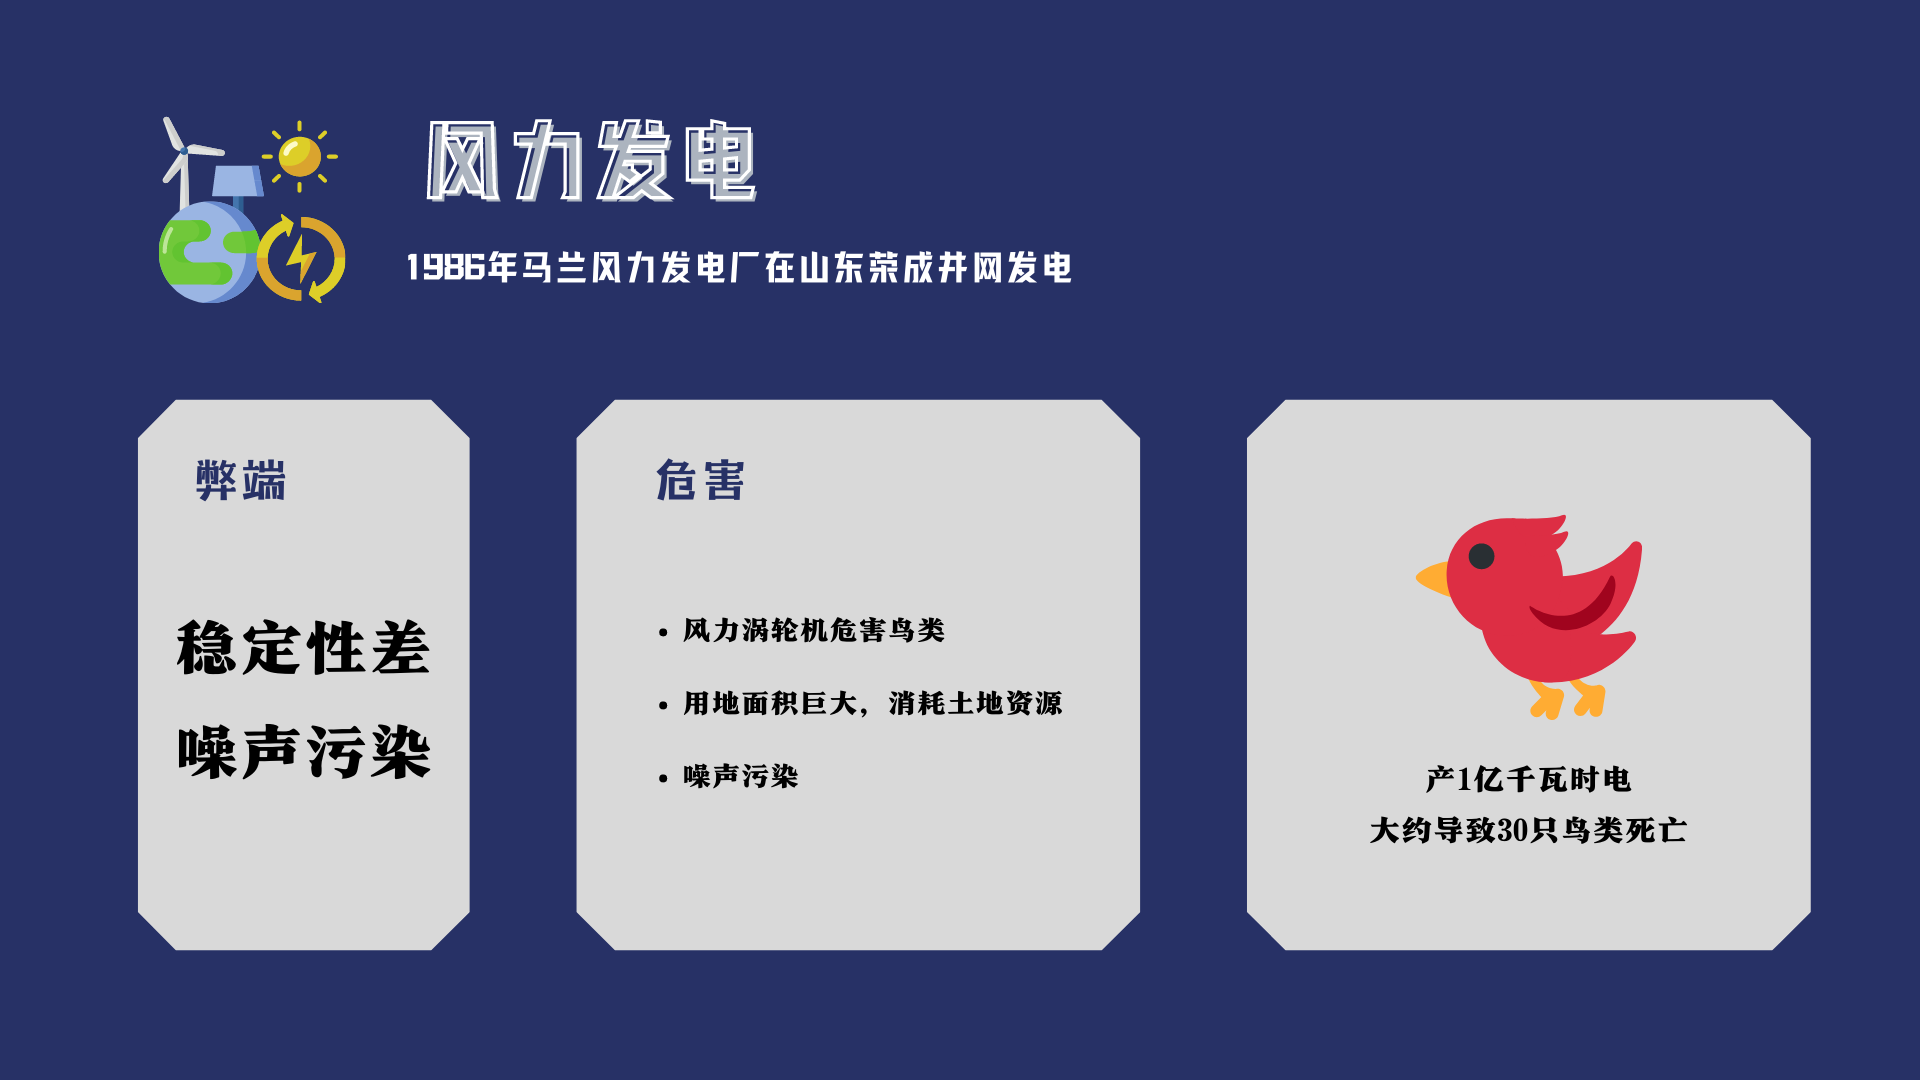 风力发电
1986年马兰风力发电厂在山东荣成并网发电
弊端
稳定性差
噪声污染
危害
• 风力涡轮机危害鸟类
• 用地面积巨大，消耗土地资源
• 噪声污染
产1亿千瓦时电
大约导致30只鸟类死亡